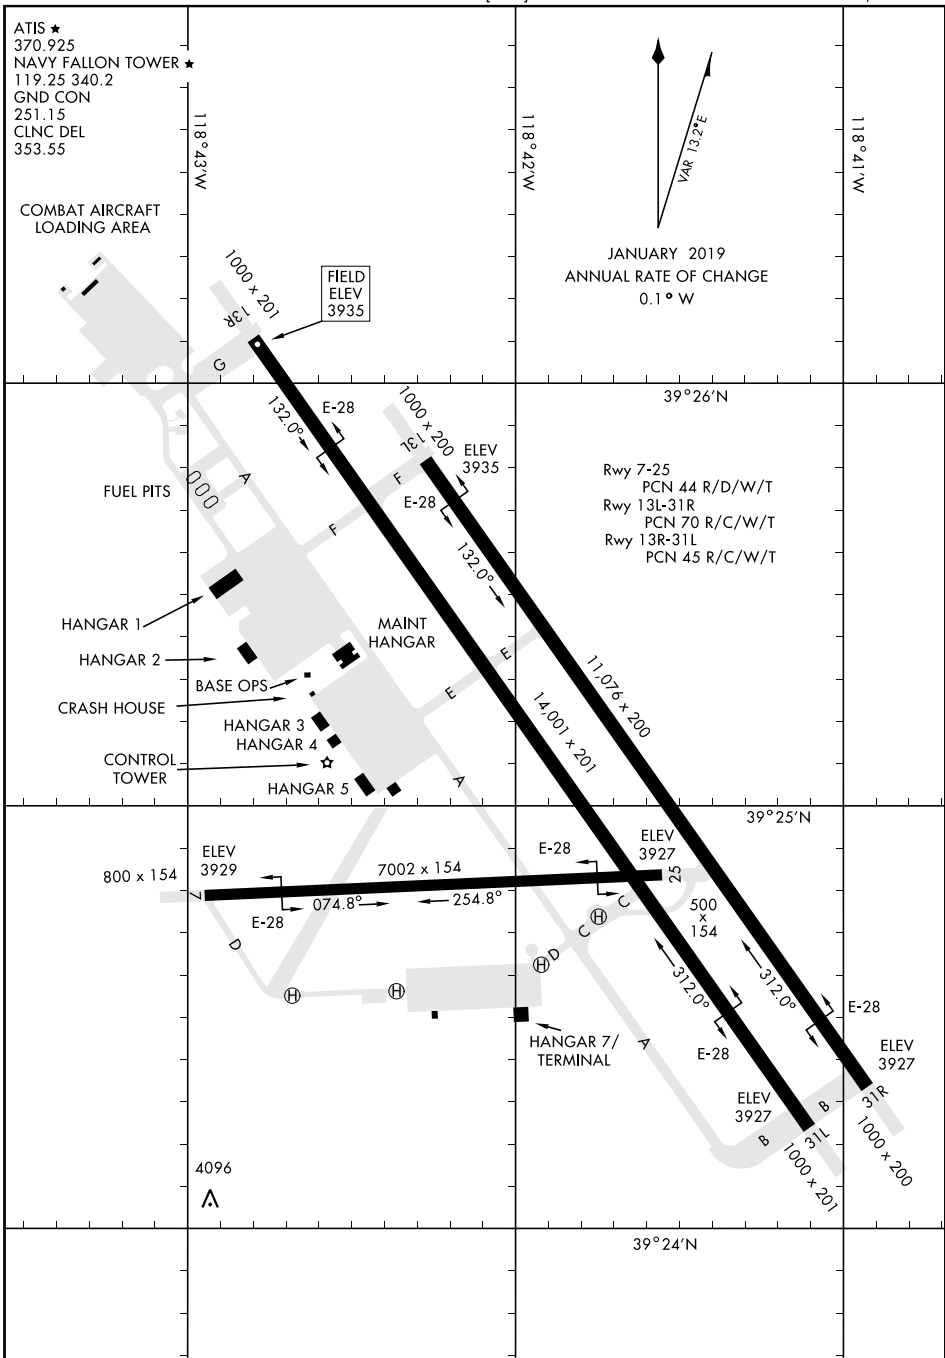 ATIS ★
370.925
NAVY FALLON TOWER ★
119.25 340.2
GND CON
251.15
CLNC DEL
353.55
118°43'W
118°42'W
118°41'W
VAR 13.2°E
JANUARY 2019
ANNUAL RATE OF CHANGE
0.1° W
COMBAT AIRCRAFT
LOADING AREA
1000 x 201
13R
FIELD
ELEV
3935
G
39°26'N
132.0°
E-28
1000 x 200
13L
ELEV
3935
A
F
F
E-28
132.0°
FUEL PITS
Rwy 7-25
PCN 44 R/D/W/T
Rwy 13L-31R
PCN 70 R/C/W/T
Rwy 13R-31L
PCN 45 R/C/W/T
HANGAR 1
HANGAR 2
MAINT
HANGAR
BASE OPS
CRASH HOUSE
HANGAR 3
HANGAR 4
CONTROL
TOWER
HANGAR 5
E
E
11,076 x 200
14,001 x 201
A
39°25'N
800 x 154
ELEV
3929
7
7002 x 154
E-28
ELEV
3927
25
E-28
074.8°
254.8°
H
C
C
500
x
154
D
D
H
H
H
312.0°
312.0°
E-28
E-28
HANGAR 7/
TERMINAL
A
ELEV
3927
ELEV
3927
B
B
31L
31R
1000 x 201
1000 x 200
4096
39°24'N